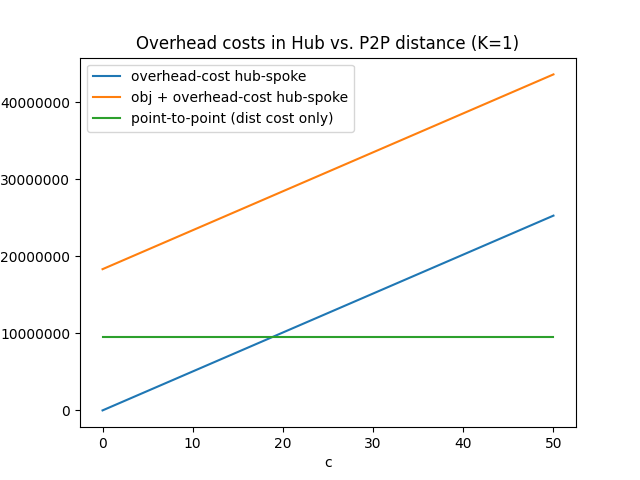 Overhead costs in Hub vs. P2P distance (K=1)
overhead-cost hub-spoke
obj + overhead-cost hub-spoke
point-to-point (dist cost only)
40000000
30000000
20000000
10000000
0
0 10 20 30 40 50
c